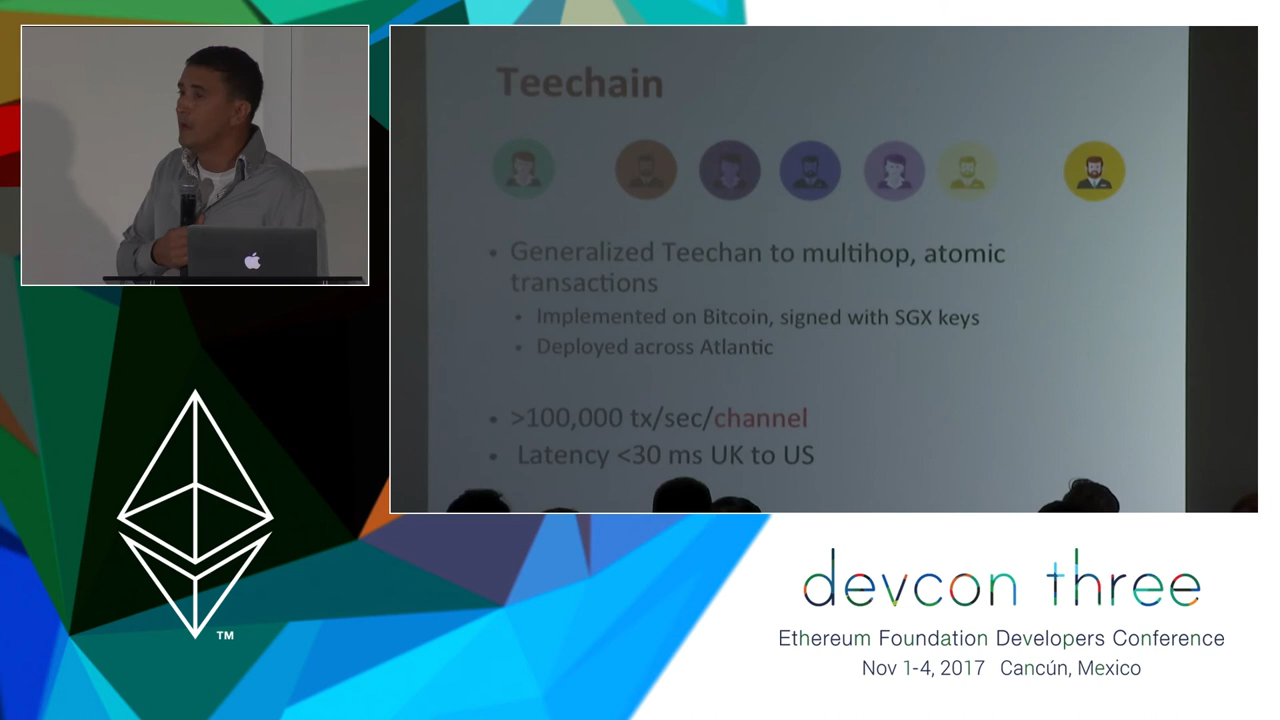 Teechain
• Generalized Teechan to multihop, atomic
transactions
• Implemented on Bitcoin, signed with SGX keys
• Deployed across Atlantic
• >100,000 tx/sec/channel
• Latency <30 ms UK to US
TM
devcon three
Ethereum Foundation Developers Conference
Nov 1-4, 2017 Cancún, Mexico